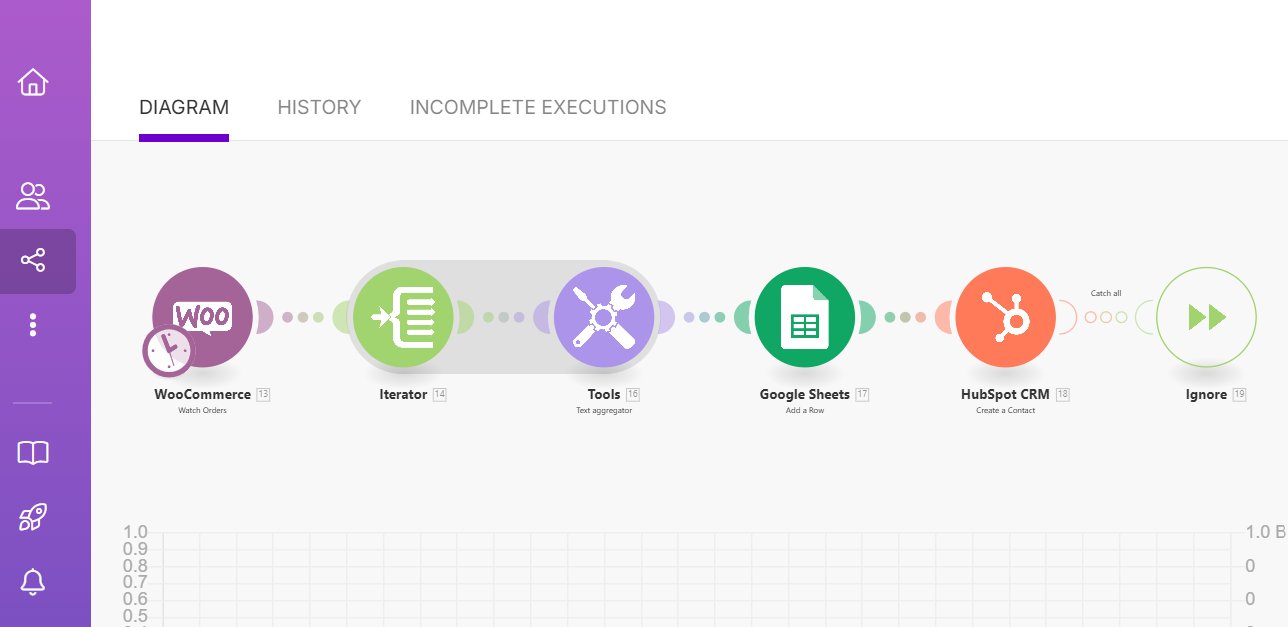 DIAGRAM HISTORY INCOMPLETE EXECUTIONS
Woo
Catch all
WooCommerce 13 Iterator 14 Tools 16 Google Sheets 17 HubSpot CRM 18 Ignore 19
Watch Orders Text aggregator Add a Row Create a Contact
1.0 1.0 B
0.9
0.8 0
0.7
0.6 0
0.5